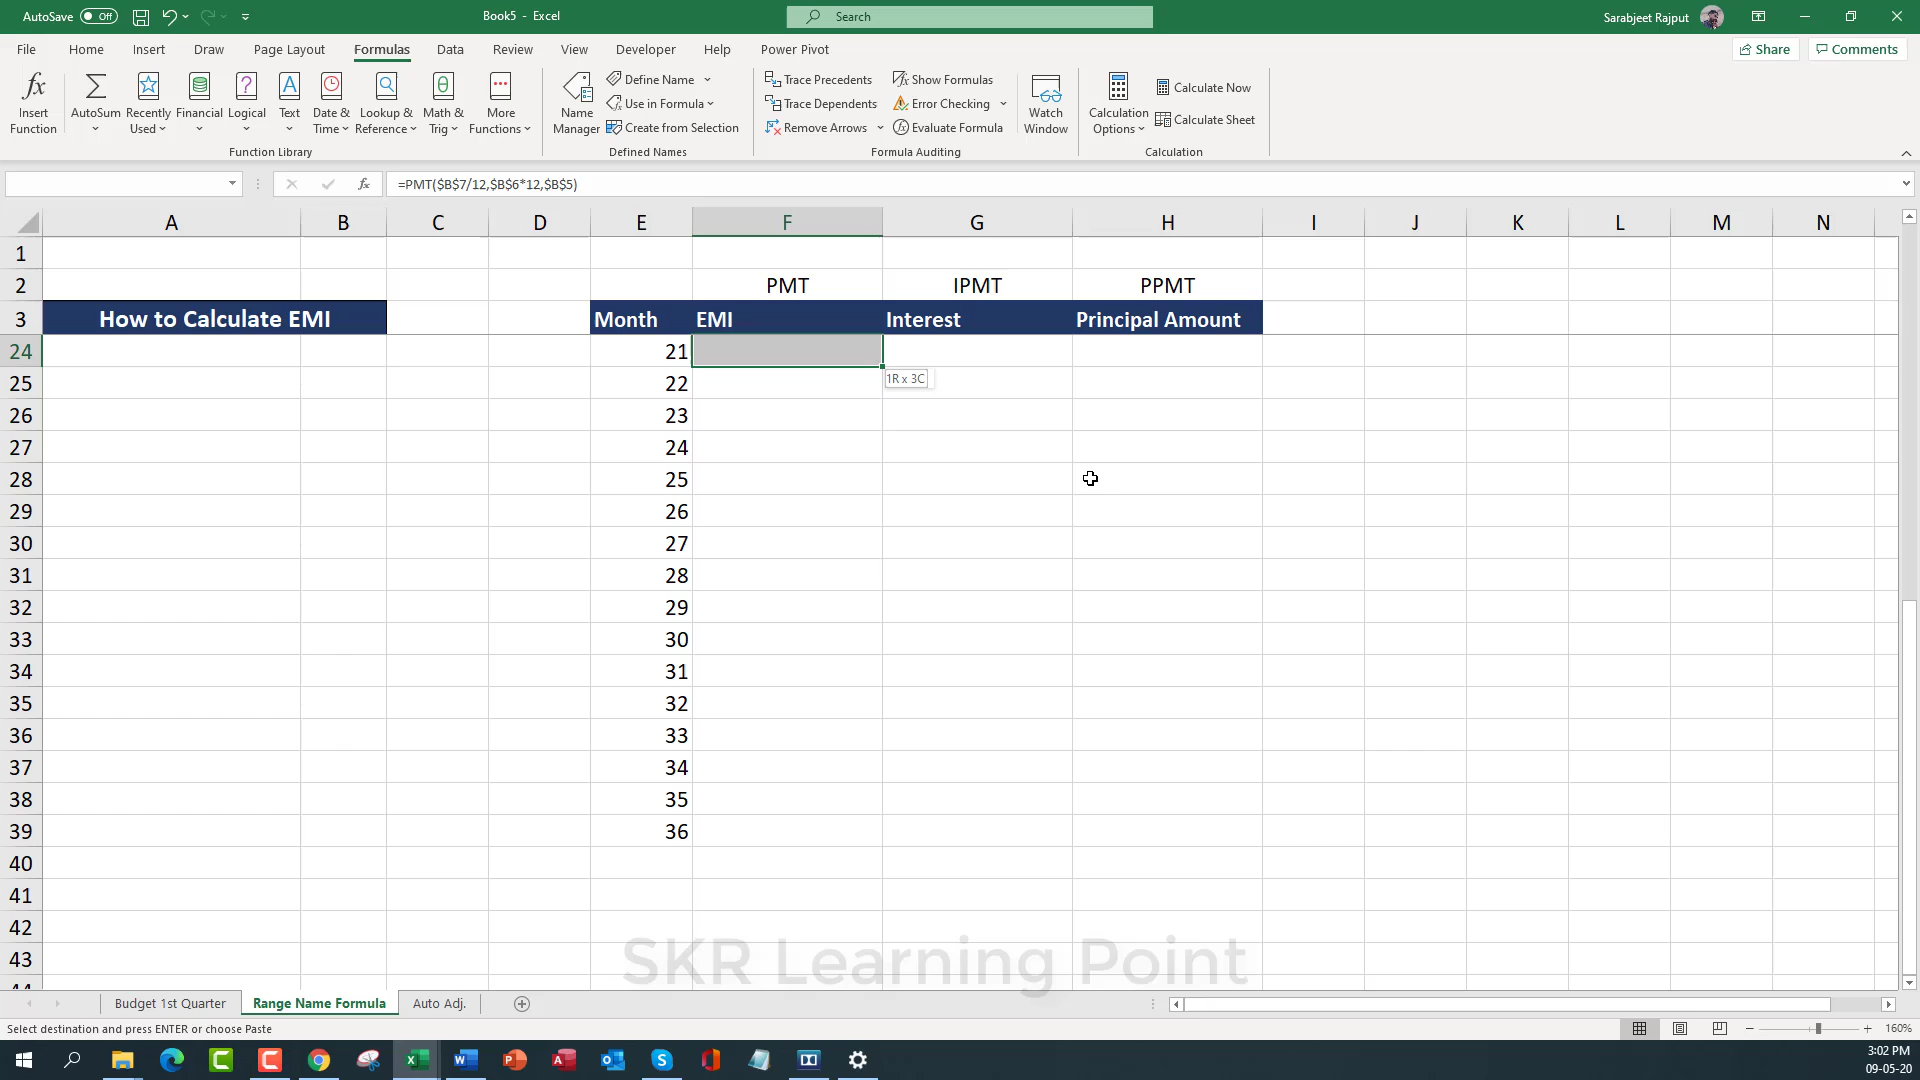 AutoSave Off
Book5 - Excel
Search
Sarabjeet Rajput
File Home Insert Draw Page Layout Formulas Data Review View Developer Help Power Pivot
Share Comments
Insert Function
AutoSum
Recently Used
Financial
Logical
Text
Date & Time
Lookup & Reference
Math & Trig
More Functions
Function Library
Name Manager
Define Name
Use in Formula
Create from Selection
Defined Names
Trace Precedents
Trace Dependents
Remove Arrows
Show Formulas
Error Checking
Evaluate Formula
Formula Auditing
Watch Window
Calculation Options
Calculate Now
Calculate Sheet
Calculation
fx =PMT($B$7/12,$B$6*12,$B$5)
A B C D E F G H I J K L M N
1
2 PMT IPMT PPMT
3 How to Calculate EMI Month EMI Interest Principal Amount
24 21
1R x 3C
25 22
26 23
27 24
28 25
29 26
30 27
31 28
32 29
33 30
34 31
35 32
36 33
37 34
38 35
39 36
40
41
42
43
44
SKR Learning Point
Budget 1st Quarter Range Name Formula Auto Adj.
Select destination and press ENTER or choose Paste
160%
3:02 PM
09-05-20